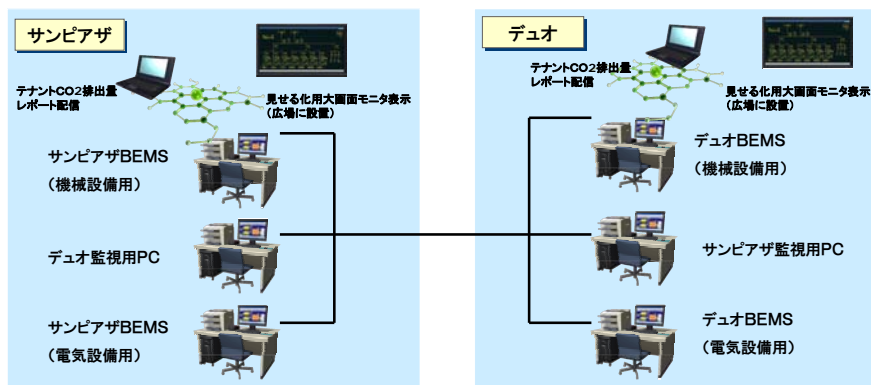 サンピアザ
テナントCO2排出量
レポート配信
見せる化用大画面モニタ表示
(広場に設置)
サンピアザBEMS
(機械設備用)
デュオ監視用PC
サンピアザBEMS
(電気設備用)
デュオ
テナントCO2排出量
レポート配信
見せる化用大画面モニタ表示
(広場に設置)
デュオBEMS
(機械設備用)
サンピアザ監視用PC
デュオBEMS
(電気設備用)